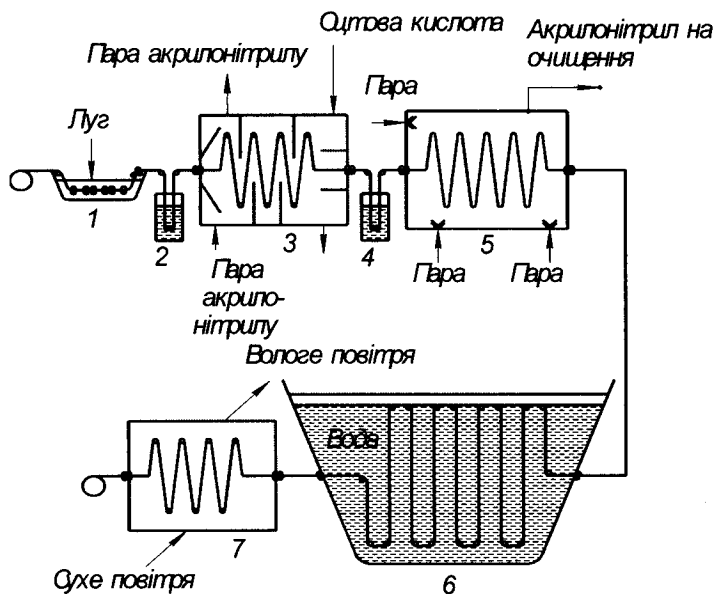 Оцтова кислота
Акрилонітрил на
очищення
Пара акрилонітрилу
Пара
Луг
1
2
3
4
5
Пара
акрило-
нітрилу
Пара
Пара
Вологе повітря
Вода
7
Сухе повітря
6